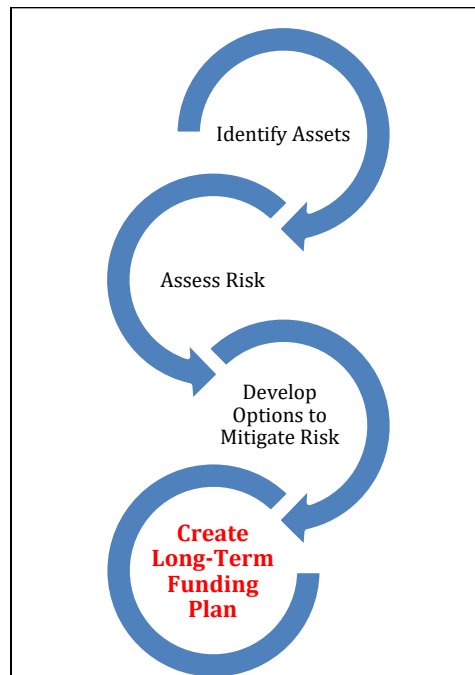 Identify Assets
Assess Risk
Develop
Options to
Mitigate Risk
Create
Long-Term
Funding
Plan